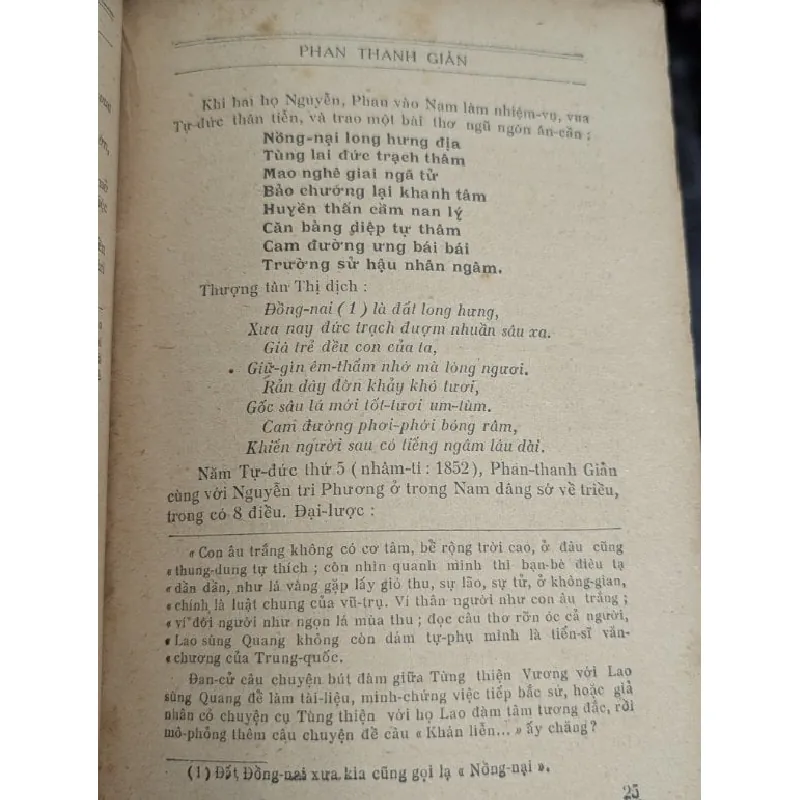 PHAN THANH GIẢN
Khi hai họ Nguyễn, Phan vào Nam làm nhiệm-vụ, vua
Tự-đức thân tiễn, và trao một bài thơ ngũ ngôn ân-cần :
Nông-nại long hưng địa
Tùng lai đức trạch thâm
Mao nghê giai ngã tử
Bảo chướng lại khanh tâm
Huyền thần cầm nan lý
Căn bàng diệp tự thâm
Cam đường ưng bái bái
Trường sử hậu nhân ngâm.
Thượng tân Thị dịch :
Đồng-nai ( 1 ) là đất long hưng,
Xưa nay đức trạch đượm nhuần sâu xa.
Già trẻ đều con của ta,
Giữ-gìn êm-thấm nhờ mà lòng ngươi.
Rắn dây đờn khảy khó tươi,
Gốc sâu lá mới tốt-tươi um-tùm.
Cam đường phơi-phới bóng râm,
Khiến người sau có tiếng ngâm lâu dài.
Năm Tự-đức thứ 5 ( nhâm-tí : 1852 ), Phan-thanh Giản
cùng với Nguyễn tri Phương ở trong Nam dâng sớ về triều,
trong có 8 điều. Đại-lược :
« Con âu trắng không có cơ tâm, bể rộng trời cao, ở đâu cũng
« thung-dung tự thích ; còn nhìn quanh mình thì bạn-bè điêu tạ
« dần dần, như lá vàng gặp lấy gió thu, sự lão, sự tử, ở không-gian,
« chính là luật chung của vũ-trụ. Ví thân người như con âu trắng ;
« ví đời người như ngọn lá mùa thu ; đọc câu thơ rỡn óc cả người,
« Lao sùng Quang không còn dám tự-phụ mình là tiến-sĩ văn-
« chương của Trung-quốc.
Đan-cử câu chuyện bút đàm giữa Tùng thiện Vương với Lao
sùng Quang để làm tài-liệu, minh-chứng việc tiếp bắc sứ, hoặc giả
nhân có chuyện cụ Tùng thiện với họ Lao đàm tâm tương đắc, rồi
mô-phỏng thêm câu chuyện đề cầu « Khản liễn... » ấy chăng ?
(1) Đất Đồng-nai xưa kia cũng gọi là « Nông-nại ».
25